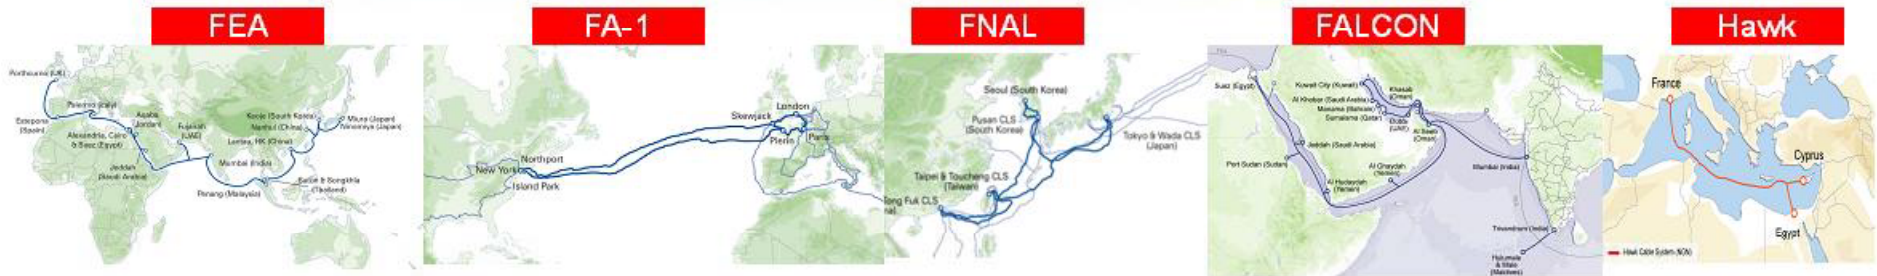 FEA
FA-1
FNAL
FALCON
Hawk
Porthcurno (UK)
Estepona
(Spain)
Palermo (Italy)
Alexandria, Cairo
& Suez (Egypt)
Aqaba
(Jordan)
Jeddah
(Saudi Arabia)
Fujairah
(UAE)
Mumbai (India)
Penang (Malaysia)
Lantau, HK (China)
Nanhui (China)
Keoje (South Korea)
Miura (Japan)
Ninomiya (Japan)
Satun & Songkhla
(Thailand)
New York
Northport
Island Park
Skewjack
London
Plerin
Paris
Seoul (South Korea)
Pusan CLS
(South Korea)
Tokyo & Wada CLS
(Japan)
Taipei & Toucheng CLS
(Taiwan)
Tong Fuk CLS
Suez (Egypt)
Kuwait City (Kuwait)
Al Khobar (Saudi Arabia)
Manama (Bahrain)
Sumaisma (Qatar)
Khasab
(Oman)
Dubai
(UAE)
Al Seeb
(Oman)
Jeddah (Saudi Arabia)
Port Sudan (Sudan)
Al Hudaydah
(Yemen)
Al Ghaydah
(Yemen)
Mumbai (India)
Trivandrum (India)
Hulumale
& Male
(Maldives)
France
Cyprus
Egypt
Hawk Cable System (NGN)